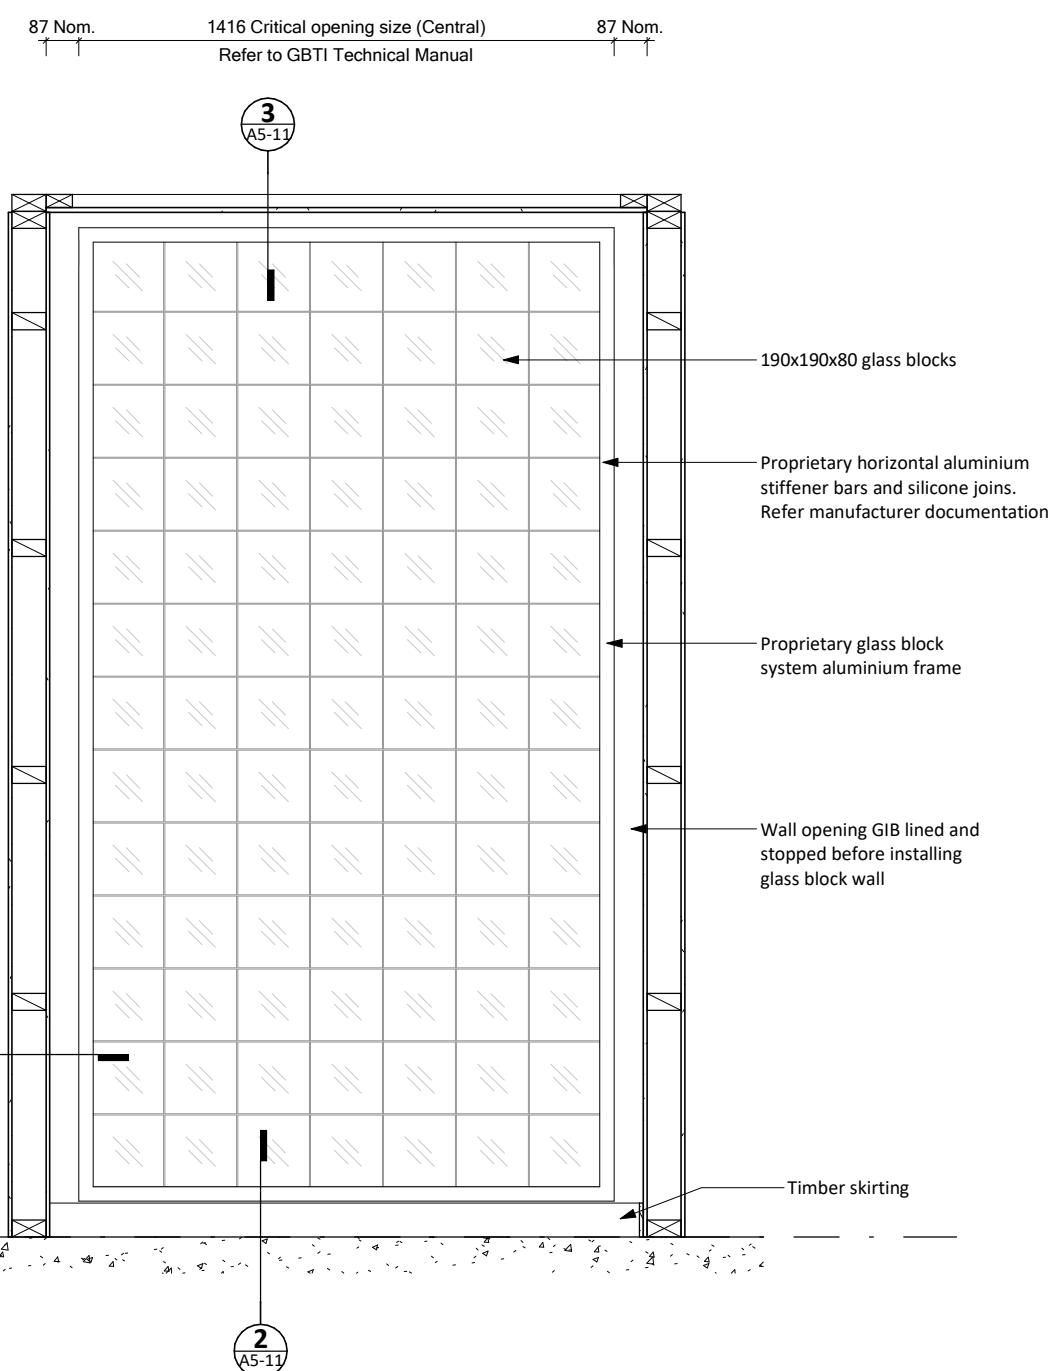 87 Nom.
1416 Critical opening size (Central)
87 Nom.
Refer to GBTI Technical Manual
3
A5-11
190x190x80 glass blocks
Proprietary horizontal aluminium
stiffener bars and silicone joins.
Refer manufacturer documentation
Proprietary glass block
system aluminium frame
Wall opening GIB lined and
stopped before installing
glass block wall
Timber skirting
2
A5-11